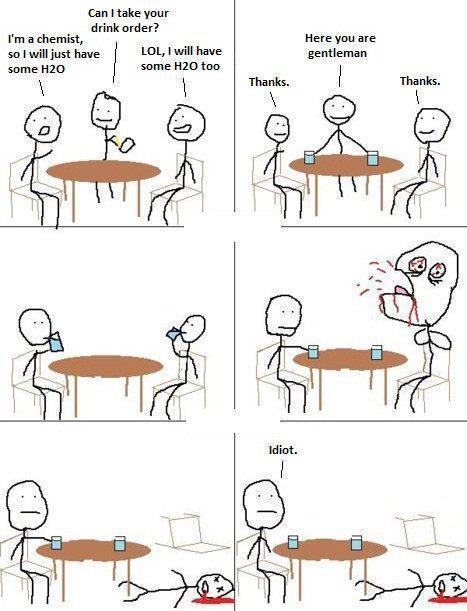 Can I take your
drink order?
I'm a chemist,
so I will just have
some H2O
LOL, I will have
some H2O too
Here you are
gentleman
Thanks.
Thanks.
Idiot.